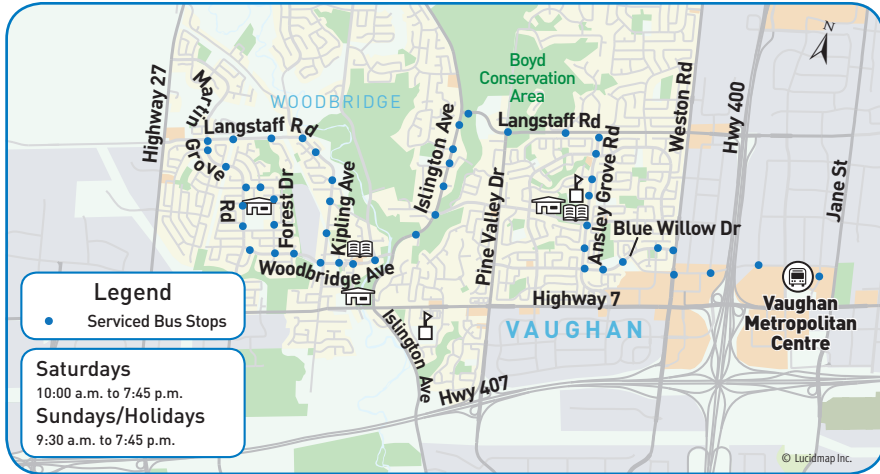 Boyd
Conservation
Area
N
WOODBRIDGE
Highway 27
Martin
Grove
Rd
Langstaff Rd
Forest Dr
Kipling Ave
Woodbridge Ave
Islington Ave
Langstaff Rd
Pine Valley Dr
Ansley Grove Rd
Blue Willow Dr
Weston Rd
Hwy 400
Jane St
Highway 7
VAUGHAN
Vaughan
Metropolitan
Centre
Islington Ave
Hwy 407
Legend
Serviced Bus Stops
Saturdays
10:00 a.m. to 7:45 p.m.
Sundays/Holidays
9:30 a.m. to 7:45 p.m.
© Lucidmap Inc.